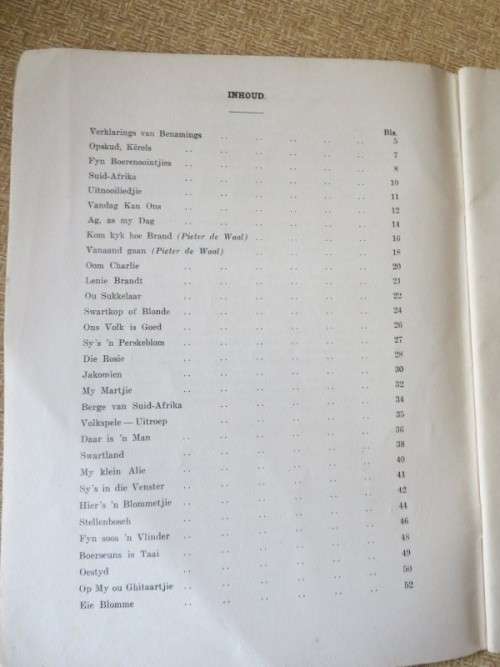 INHOUD.
Bls.
Verklarings van Benamings .. .. .. .. .. 5
Opskud, Kêrels .. .. .. .. .. .. 7
Fyn Boerenoointjies .. .. .. .. .. .. 8
Suid-Afrika .. .. .. .. .. .. 10
Uitnooiliedjie .. .. .. .. .. .. 11
Vandag Kan Ons .. .. .. .. .. .. 12
Ag, as my Dag .. .. .. .. .. .. 14
Kom kyk hoe Brand (Pieter de Waal) .. .. .. .. 16
Vanaand gaan (Pieter de Waal) .. .. .. .. .. 18
Oom Charlie .. .. .. .. .. .. 20
Lenie Brandt .. .. .. .. .. .. 21
Ou Sukkelaar .. .. .. .. .. .. 22
Swartkop of Blonde .. .. .. .. .. .. 24
Ons Volk is Goed .. .. .. .. .. .. 26
Sy's 'n Perskeblom .. .. .. .. .. .. 27
Die Rosie .. .. .. .. .. .. 28
Jakomien .. .. .. .. .. .. 30
My Martjie .. .. .. .. .. .. 32
Berge van Suid-Afrika .. .. .. .. .. .. 34
Volkspele — Uitroep .. .. .. .. .. .. 35
Daar is 'n Man .. .. .. .. .. .. 36
Swartland .. .. .. .. .. .. 38
My klein Alie .. .. .. .. .. .. 40
Sy's in die Venster .. .. .. .. .. .. 41
Hier's 'n Blommetjie .. .. .. .. .. .. 42
Stellenbosch .. .. .. .. .. .. 44
Fyn soos 'n Vlinder .. .. .. .. .. .. 46
Boerseuns is Taai .. .. .. .. .. .. 48
Oestyd .. .. .. .. .. .. 49
Op My ou Ghitaartjie .. .. .. .. .. .. 50
Eie Blomme .. .. .. .. .. .. 52